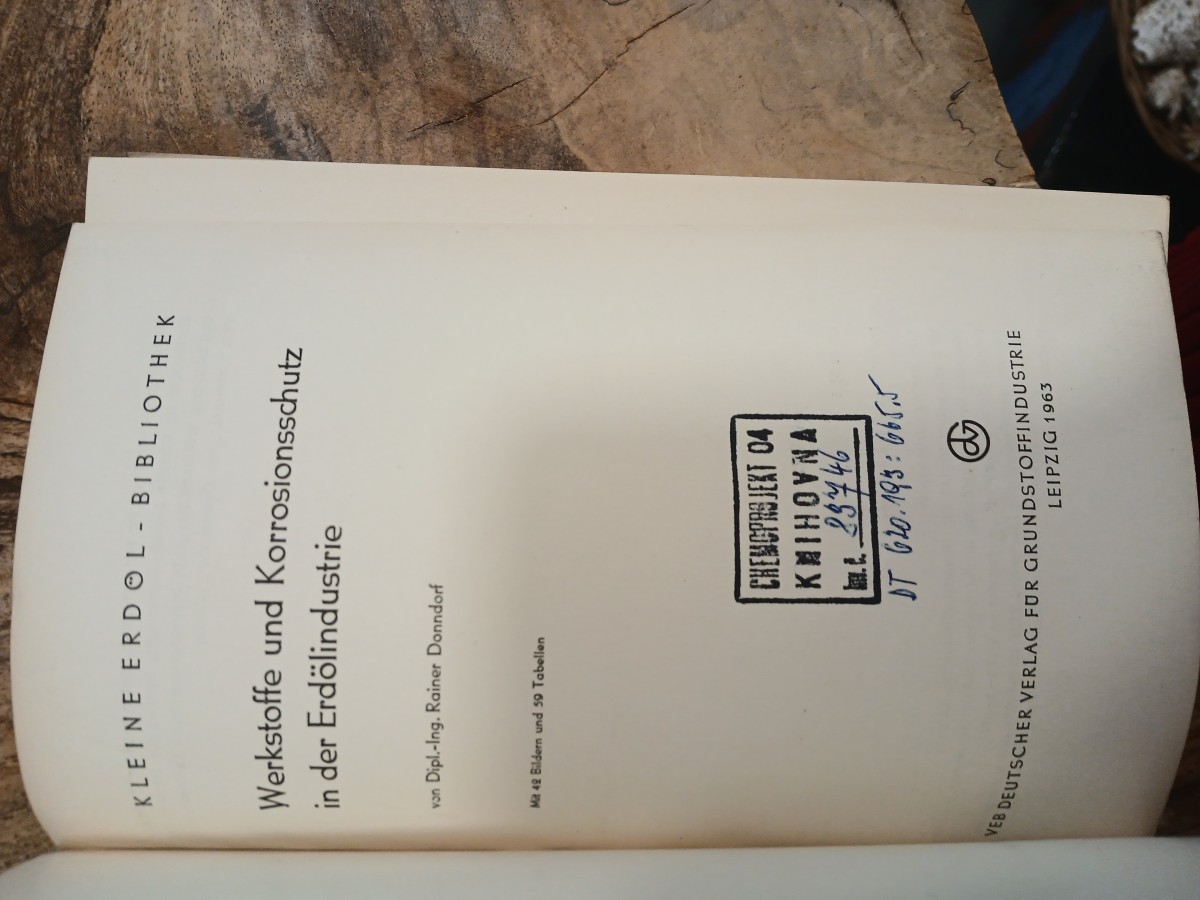 KLEINE ERDÖL-BIBLIOTHEK
Werkstoffe und Korrosionsschutz
in der Erdölindustrie
von Dipl.-Ing. Rainer Donndorf
Mit 42 Bildern und 59 Tabellen
CHEMOPROJEKT 04
KNIHOVNA
Inv. č. 23746
DT 620.193:665.5
VEB DEUTSCHER VERLAG FÜR GRUNDSTOFFINDUSTRIE
LEIPZIG 1963